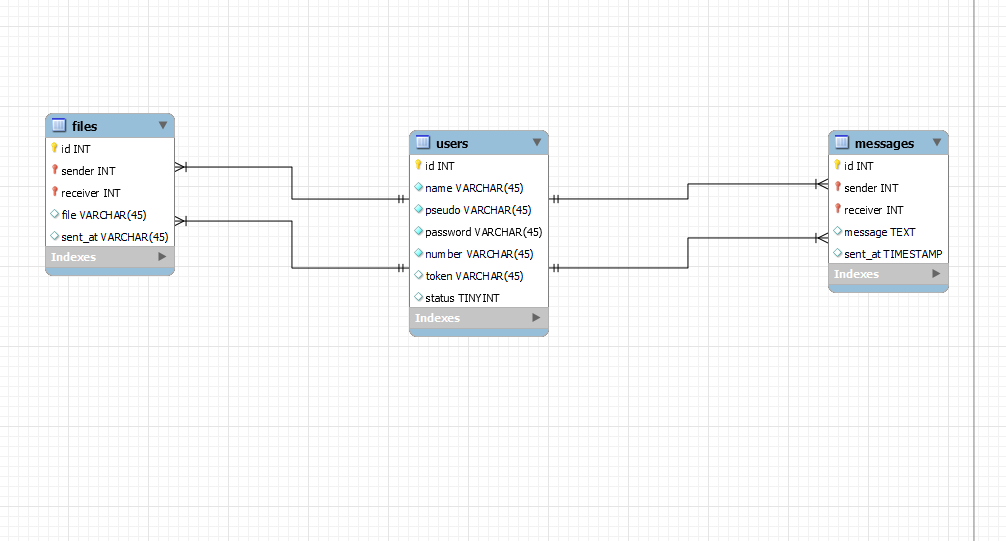 files
id INT
sender INT
receiver INT
file VARCHAR(45)
sent_at VARCHAR(45)
Indexes
users
id INT
name VARCHAR(45)
pseudo VARCHAR(45)
password VARCHAR(45)
number VARCHAR(45)
token VARCHAR(45)
status TINYINT
Indexes
messages
id INT
sender INT
receiver INT
message TEXT
sent_at TIMESTAMP
Indexes